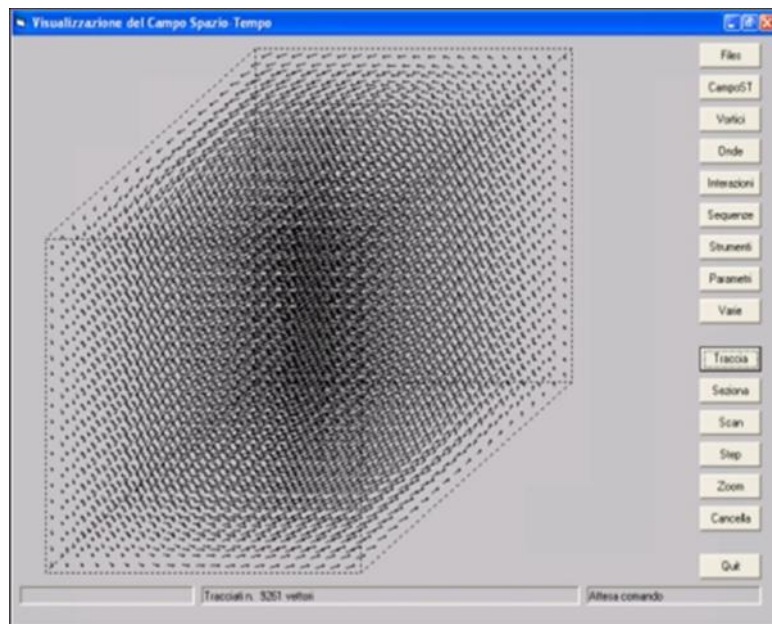 Visualizzazione del Campo Spazio-Tempo
Files
CampoST
Vortici
Onde
Interazioni
Sequenze
Strumenti
Parametri
Varie
Traccia
Seziona
Scan
Step
Zoom
Cancella
Quit
Tracciati n. 9261 vettori
Attesa comando